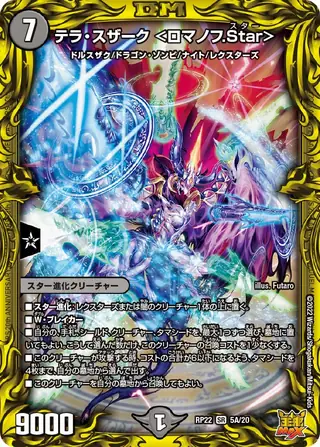 DM
7
テラ・スザーク <ロマノフ.Star>
スター
ドルスザク/ドラゴン・ゾンビ/ナイト/レクスターズ
illus. Futaro
スター進化クリーチャー
■スター進化:レクスターズまたは闇のクリーチャー1体の上に置く。
■W・ブレイカー
■自分の、手札、シールド、クリーチャー、タマシードを、最大1つずつ選び、墓地に置いてもよい。こうして選んだ数だけ、このクリーチャーの召喚コストを1少なくする。
■このクリーチャーが攻撃する時、コストの合計が6以下になるよう、タマシードを4枚まで、自分の墓地から選んで出す。
■このクリーチャーを自分の墓地から召喚してもよい。
9000
RP22 SR 5A/20
©2022 Wizards/Shogakukan/Mitsui-Kids